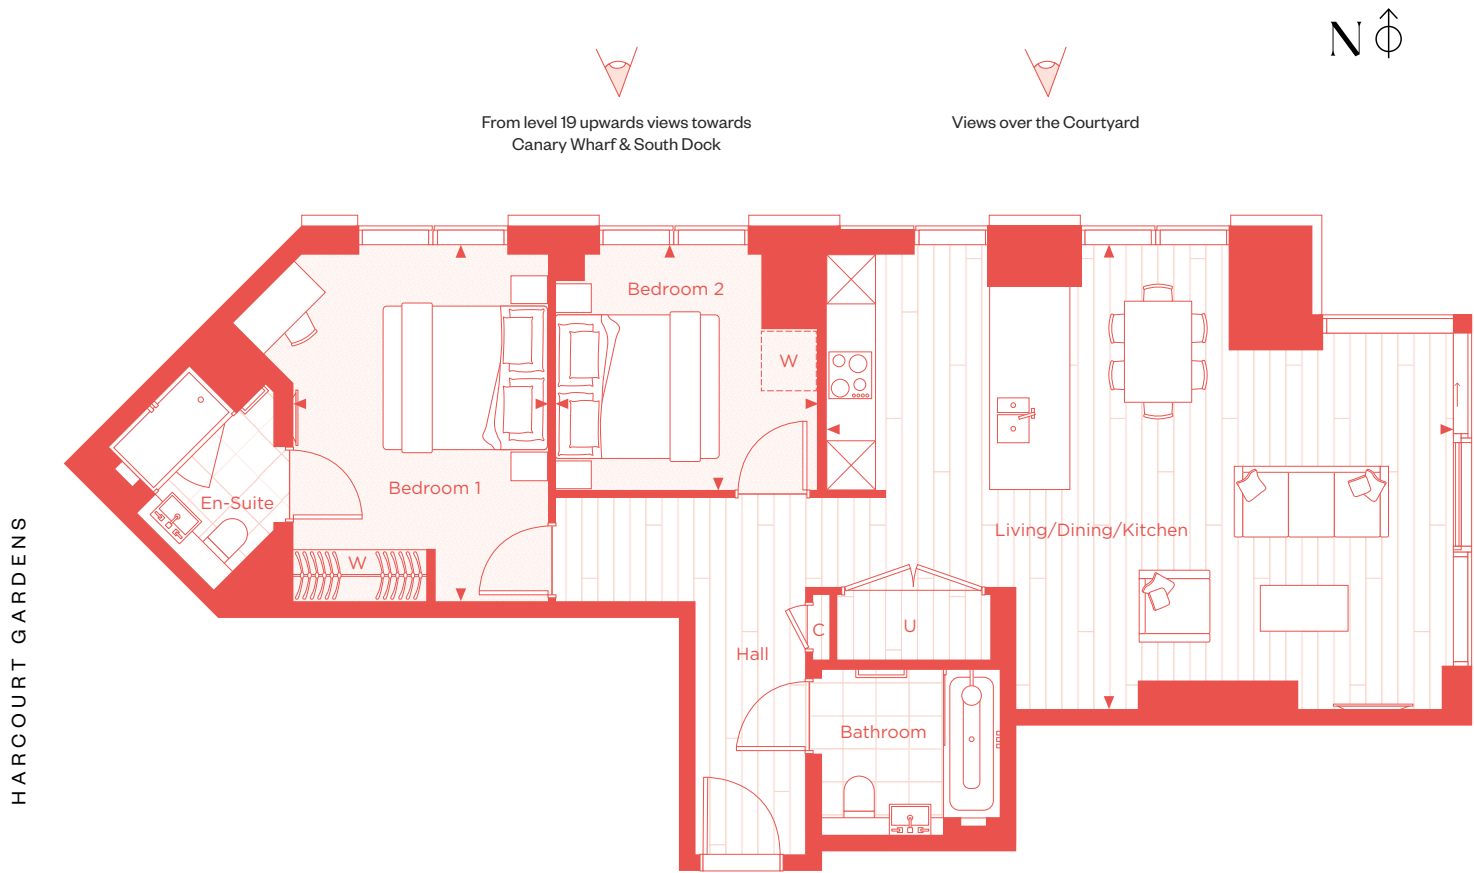 N
From level 19 upwards views towards
Canary Wharf & South Dock
Views over the Courtyard
Bedroom 2
W
Bedroom 1
En-Suite
Living/Dining/Kitchen
W
C
U
Hall
Bathroom
HARCOURT GARDENS